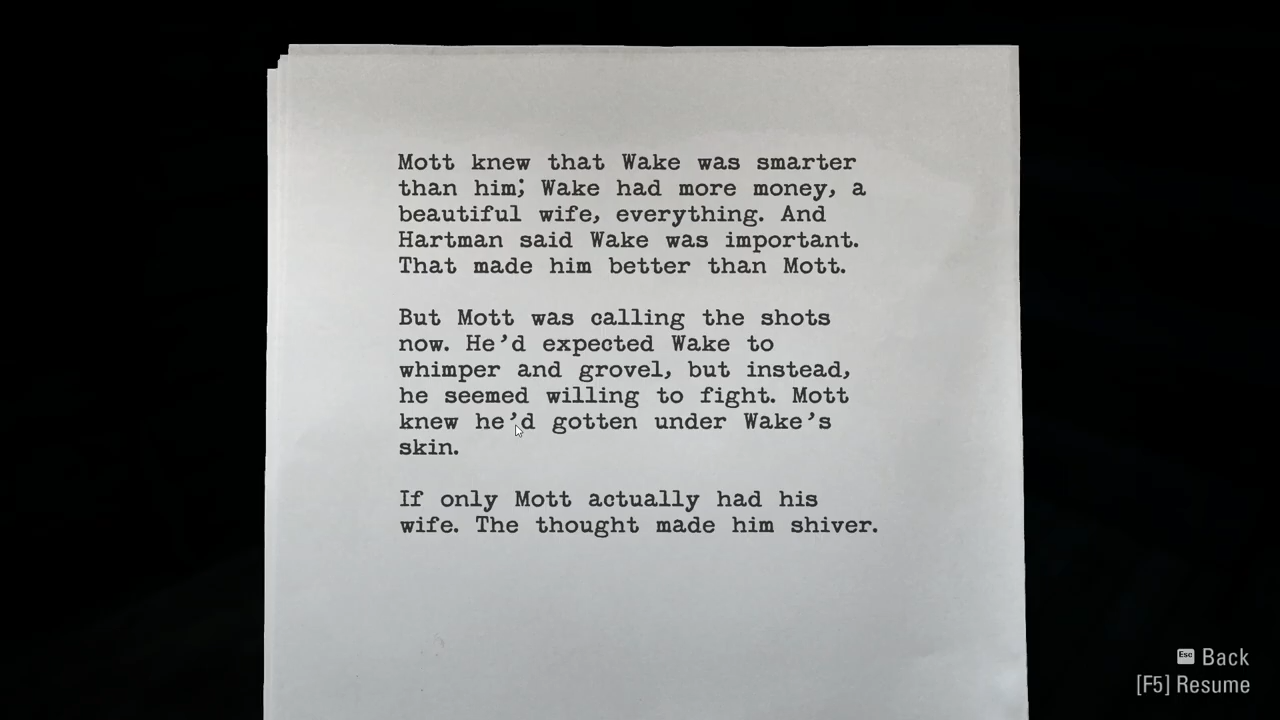 Mott knew that Wake was smarter
than him; Wake had more money, a
beautiful wife, everything. And
Hartman said Wake was important.
That made him better than Mott.
But Mott was calling the shots
now. He’d expected Wake to
whimper and grovel, but instead,
he seemed willing to fight. Mott
knew he’d gotten under Wake’s
skin.
If only Mott actually had his
wife. The thought made him shiver.
Esc Back
[F5] Resume